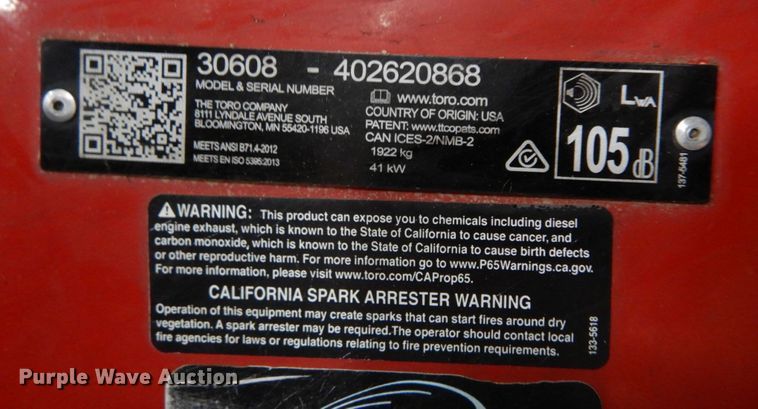 30608 - 402620868
MODEL & SERIAL NUMBER
THE TORO COMPANY
8111 LYNDALE AVENUE SOUTH
BLOOMINGTON, MN 55420-1196 USA
MEETS ANSI B71.4-2012
MEETS EN ISO 5395:2013
www.toro.com
COUNTRY OF ORIGIN: USA
PATENT: www.ttcopats.com
CAN ICES-2/NMB-2
1922 kg
41 kW
LWA
105 dB
137-5481
WARNING: This product can expose you to chemicals including diesel
engine exhaust, which is known to the State of California to cause cancer, and
carbon monoxide, which is known to the State of California to cause birth defects
or other reproductive harm. For more information go to www.P65Warnings.ca.gov.
For more information, please visit www.toro.com/CAProp65.
CALIFORNIA SPARK ARRESTER WARNING
Operation of this equipment may create sparks that can start fires around dry
vegetation. A spark arrester may be required.The operator should contact local
fire agencies for laws or regulations relating to fire prevention requirements.
133-5618
Purple Wave Auction.